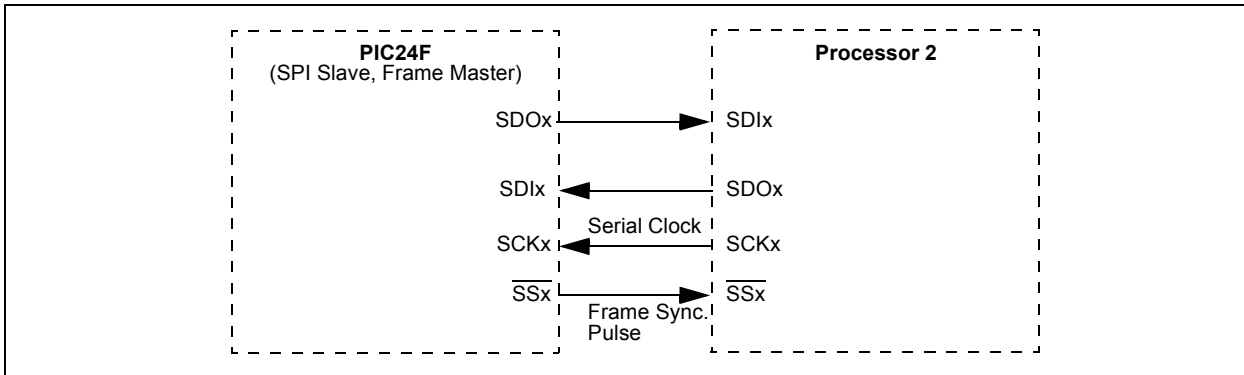 PIC24F
(SPI Slave, Frame Master)
Processor 2
SDOx
SDIx
SDIx
SDOx
Serial Clock
SCKx
SCKx
SSx
SSx
Frame Sync.
Pulse